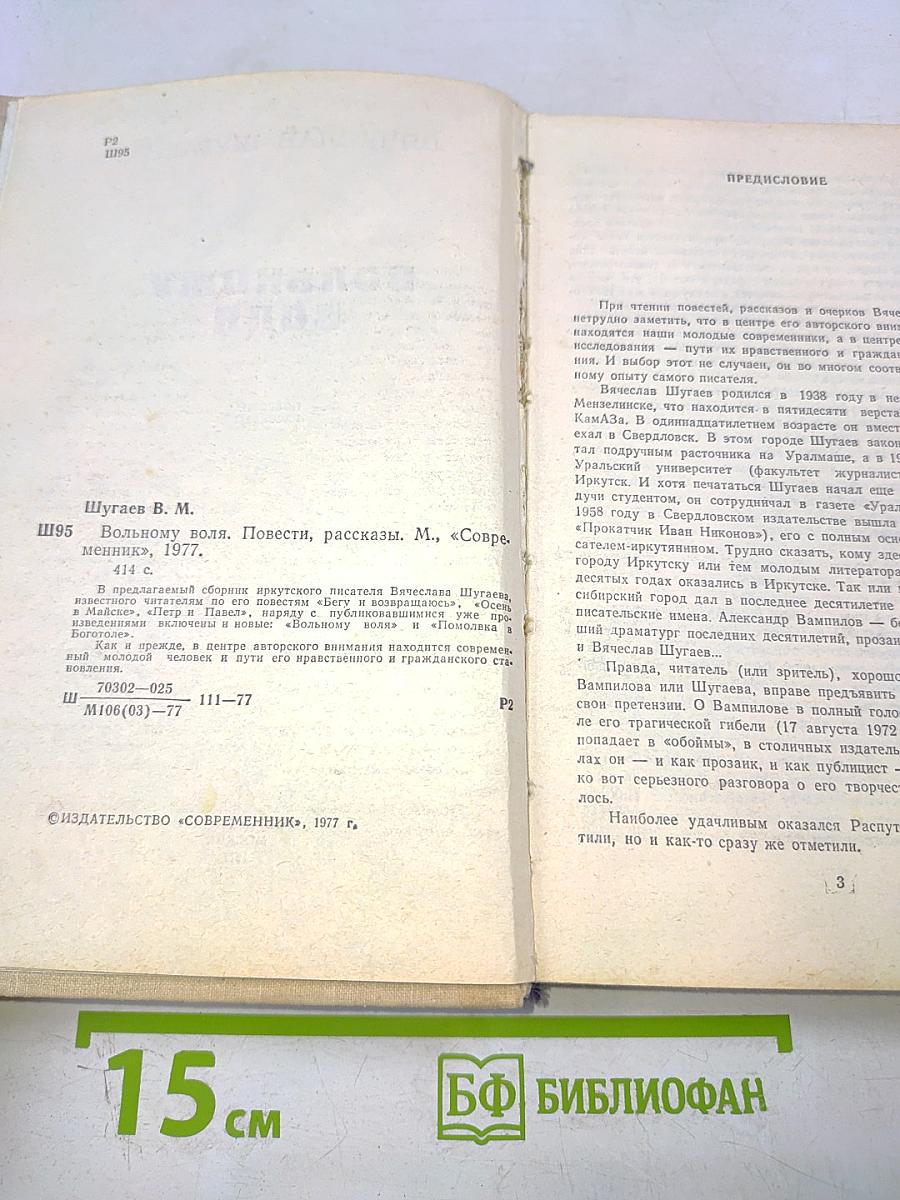 Р2
Ш95
Шугаев В. М.
Ш95 Вольному воля. Повести, рассказы. М., «Совре-
менник», 1977.
414 с.
В предлагаемый сборник иркутского писателя Вячеслава Шугаева,
известного читателям по его повестям «Бегу и возвращаюсь», «Осень
в Майске», «Петр и Павел», наряду с публиковавшимися уже про-
изведениями включены и новые: «Вольному воля» и «Помолвка в
Боготоле».
Как и прежде, в центре авторского внимания находится современ-
ный молодой человек и пути его нравственного и гражданского ста-
новления.
Ш 70302—025 111—77
М106(03)—77
Р2
©ИЗДАТЕЛЬСТВО «СОВРЕМЕННИК», 1977 г.
ПРЕДИСЛОВИЕ
При чтении повестей, рассказов и очерков Вяче
нетрудно заметить, что в центре его авторского вни
находятся наши молодые современники, а в центре
исследования — пути их нравственного и граждан
ния. И выбор этот не случаен, он во многом соотве
ному опыту самого писателя.
Вячеслав Шугаев родился в 1938 году в не
Мензелинске, что находится в пятидесяти верста
КамАЗа. В одиннадцатилетнем возрасте он вмест
ехал в Свердловск. В этом городе Шугаев закон
тал подручным расточника на Уралмаше, а в 19
Уральский университет (факультет журналист
Иркутск. И хотя печататься Шугаев начал еще
дучи студентом, он сотрудничал в газете «Урал
1958 году в Свердловском издательстве вышла
«Прокатчик Иван Никонов»), его с полным осно
сателем-иркутянином. Трудно сказать, кому здес
городу Иркутску или тем молодым литератора
десятых годах оказались в Иркутске. Так или
сибирский город дал в последнее десятилетие
писательские имена. Александр Вампилов — бо
ший драматург последних десятилетий, прозаи
и Вячеслав Шугаев...
Правда, читатель (или зритель), хорошо
Вампилова или Шугаева, вправе предъявить
свои претензии. О Вампилове в полный голо
ле его трагической гибели (17 августа 1972
попадает в «обоймы», в столичных издатель
лах он — и как прозаик, и как публицист —
ко вот серьезного разговора о его творчест
лось.
Наиболее удачливым оказался Распут
тили, но и как-то сразу же отметили.
3
15 см
БФ БИБЛИОФАН